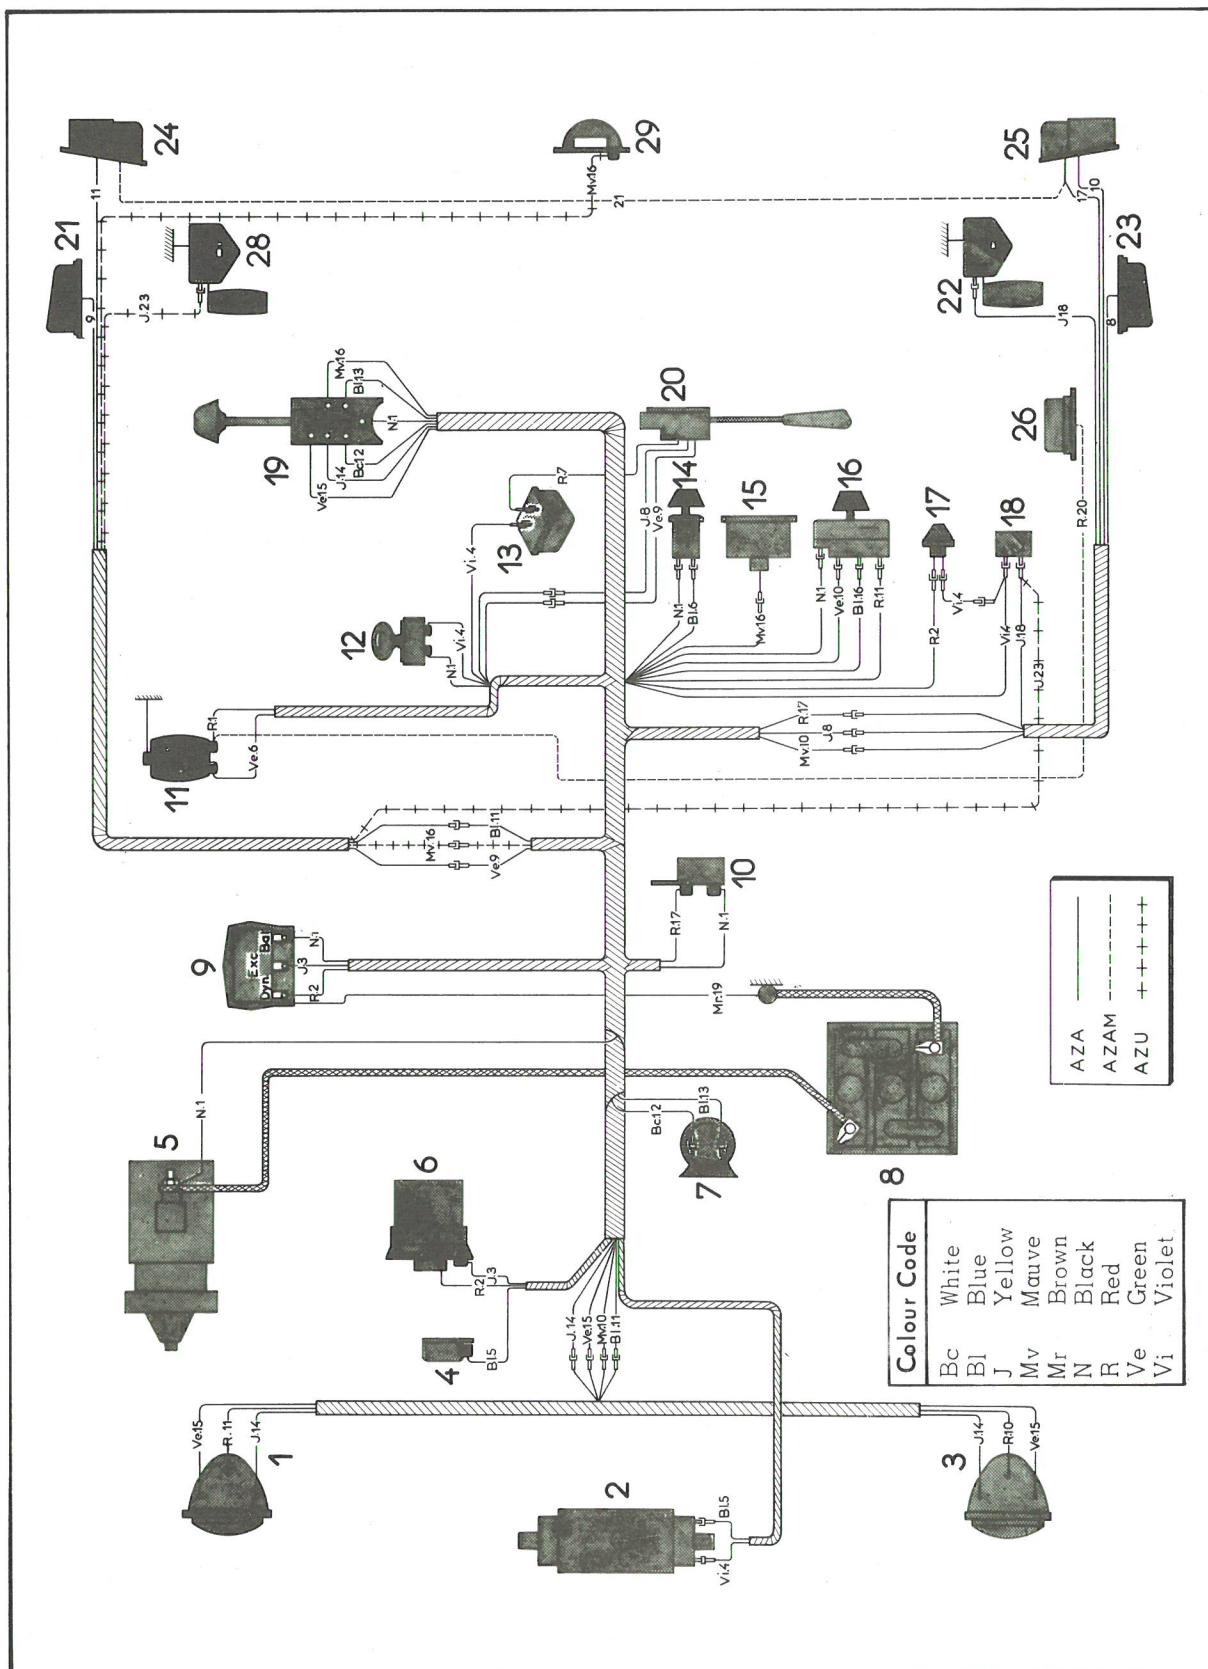 1
Ve.15
R.11
J.14
2
Vi.4
Bl.5
3
J.14
R.10
Ve.15
4
Bl.5
5
N.1
6
R.2
J.3
J.14
Ve.15
Mv.10
Bl.11
7
Bc.12
Bl.13
8
Mr.19
9
Dyn Exc Bat
R.2
J.3
N.1
10
R.17
N.1
11
R.1
Ve.6
Ve.9
Mv.16
Bl.11
12
N.1
Vi.4
13
Vi.4
R.7
J.8
Ve.9
14
N.1
Bl.6
15
Mv.16
16
N.1
Ve.10
Bl.16
R.11
17
R.2
Vi.4
18
Vi.4
J.18
J.23
Mv.10
J.8
R.17
19
Ve.15
J.14
Bc.12
N.1
Bl.13
Mv.16
20
21
9
22
J.18
23
8
24
11
25
17
10
26
R.20
28
J.23
29
Mv.16
21
Colour Code
Bc White
Bl Blue
J Yellow
Mv Mauve
Mr Brown
N Black
R Red
Ve Green
Vi Violet
AZA
AZAM
AZU